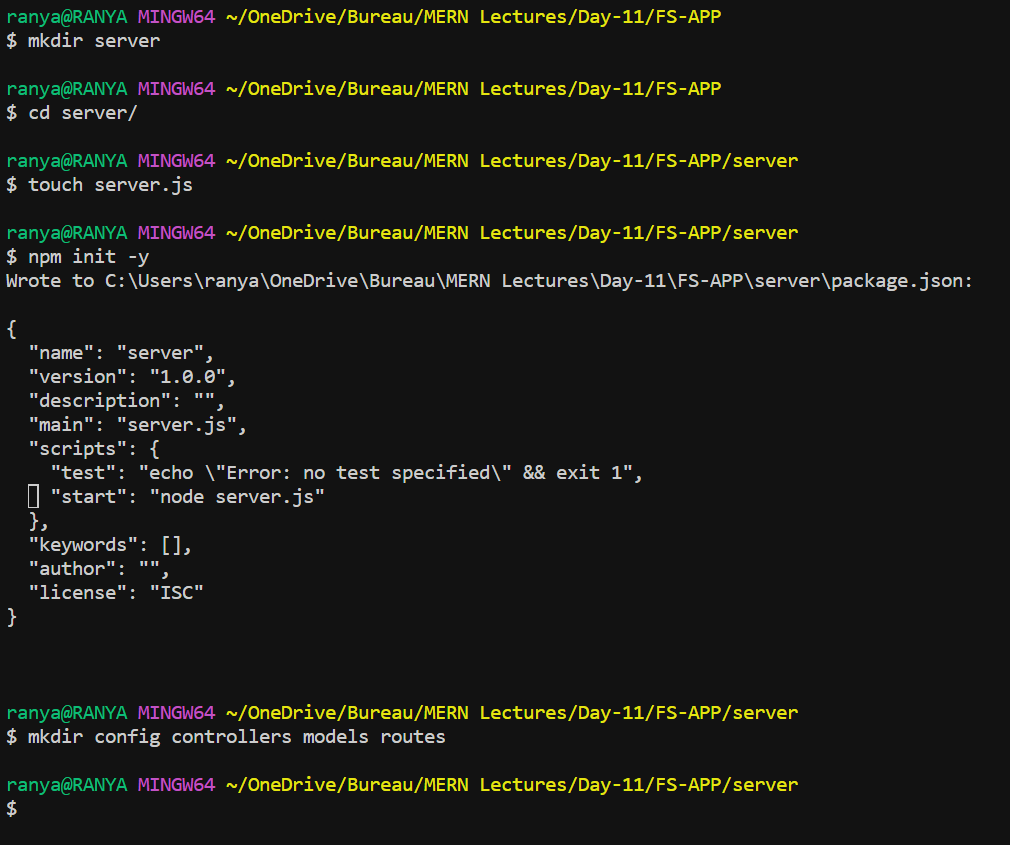 ranya@RANYA MINGW64 ~/OneDrive/Bureau/MERN Lectures/Day-11/FS-APP
$ mkdir server
ranya@RANYA MINGW64 ~/OneDrive/Bureau/MERN Lectures/Day-11/FS-APP
$ cd server/
ranya@RANYA MINGW64 ~/OneDrive/Bureau/MERN Lectures/Day-11/FS-APP/server
$ touch server.js
ranya@RANYA MINGW64 ~/OneDrive/Bureau/MERN Lectures/Day-11/FS-APP/server
$ npm init -y
Wrote to C:\Users\ranya\OneDrive\Bureau\MERN Lectures\Day-11\FS-APP\server\package.json:
{
  "name": "server",
  "version": "1.0.0",
  "description": "",
  "main": "server.js",
  "scripts": {
    "test": "echo \"Error: no test specified\" && exit 1",
    "start": "node server.js"
  },
  "keywords": [],
  "author": "",
  "license": "ISC"
}
ranya@RANYA MINGW64 ~/OneDrive/Bureau/MERN Lectures/Day-11/FS-APP/server
$ mkdir config controllers models routes
ranya@RANYA MINGW64 ~/OneDrive/Bureau/MERN Lectures/Day-11/FS-APP/server
$